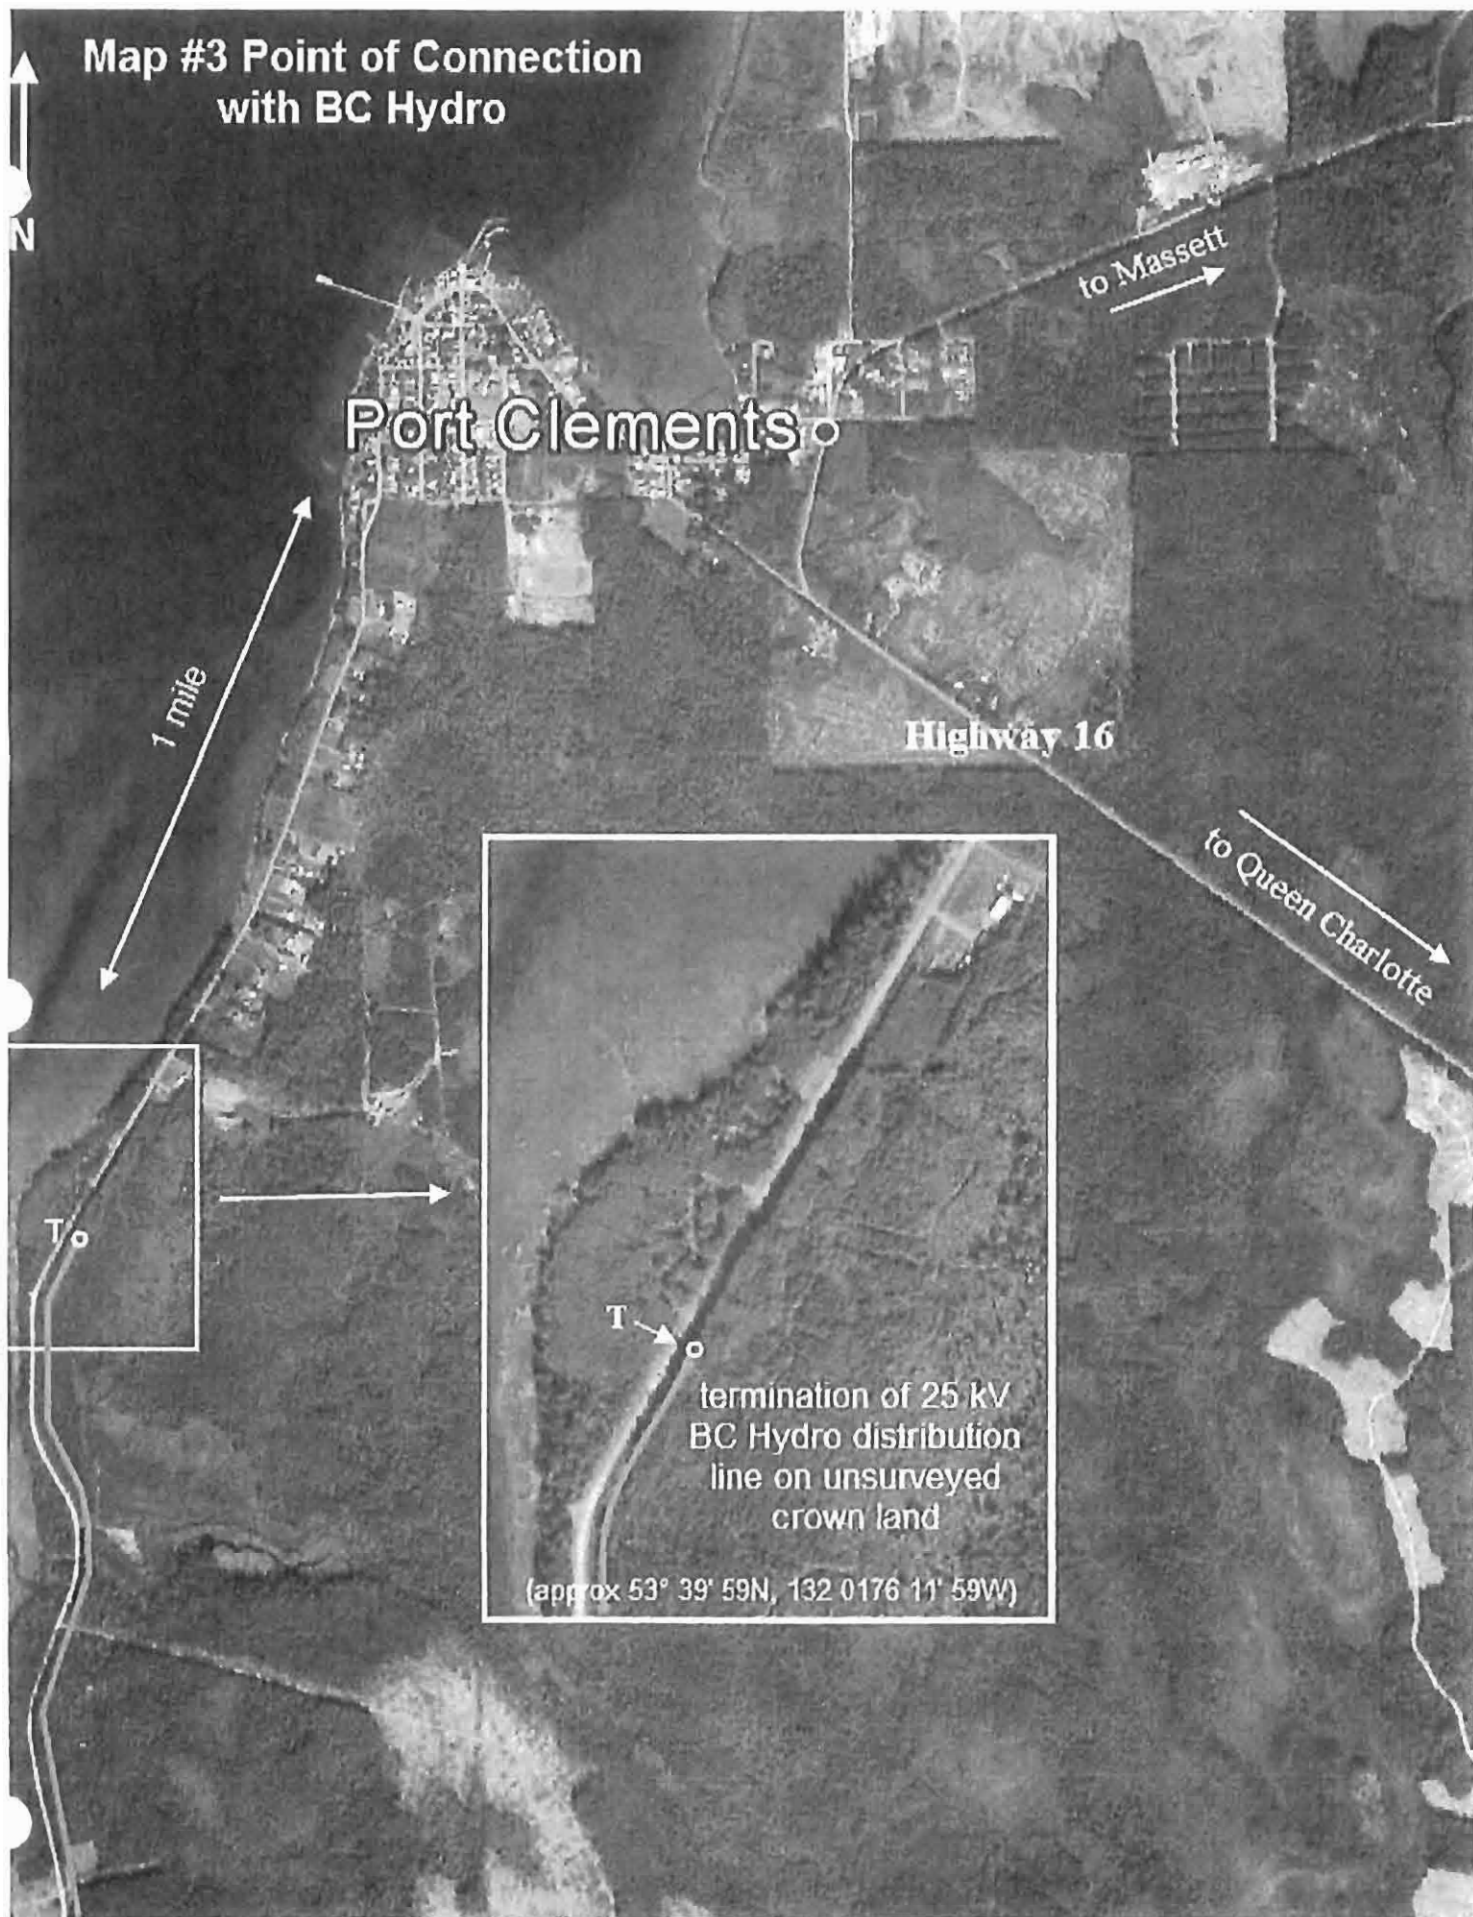 Map #3 Point of Connection
with BC Hydro
N
to Massett
Port Clements
1 mile
Highway 16
to Queen Charlotte
T
T
termination of 25 kV
BC Hydro distribution
line on unsurveyed
crown land
(approx 53° 39' 59N, 132 0176 11' 59W)